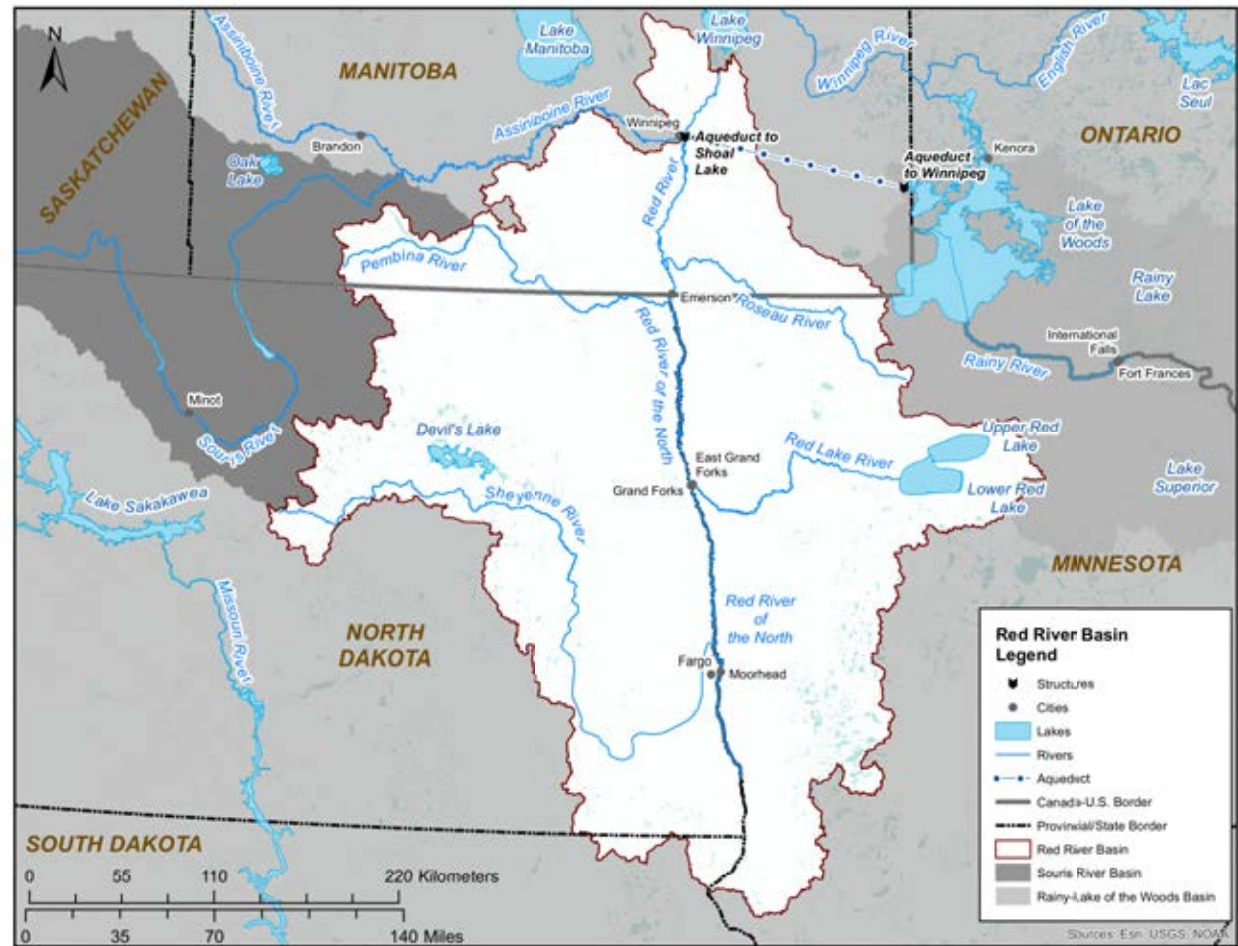 N
Assiniboine River
MANITOBA
Lake
Manitoba
Lake
Winnipeg
Winnipeg River
English River
Lac
Seul
SASKATCHEWAN
Brandon
Assiniboine River
Winnipeg
Aqueduct to
Shoal
Lake
Aqueduct
to Winnipeg
Kenora
ONTARIO
Oak
Lake
Red River
Lake
of the
Woods
Pembina River
Emerson
Roseau River
Rainy
Lake
International
Falls
Fort Frances
Rainy River
Red River of the North
Minot
Souris River
Devil's Lake
East Grand
Forks
Grand Forks
Red Lake River
Upper Red
Lake
Lower Red
Lake
Lake
Superior
Lake Sakakawea
Sheyenne River
MINNESOTA
Missouri River
NORTH
DAKOTA
Red River
of
the North
Fargo
Moorhead
SOUTH DAKOTA
0 55 110 220 Kilometers
0 35 70 140 Miles
Red River Basin
Legend
Structures
Cities
Lakes
Rivers
Aqueduct
Canada-U.S. Border
Provinvial/State Border
Red River Basin
Souris River Basin
Rainy-Lake of the Woods Basin
Sources: Esri, USGS, NOAA